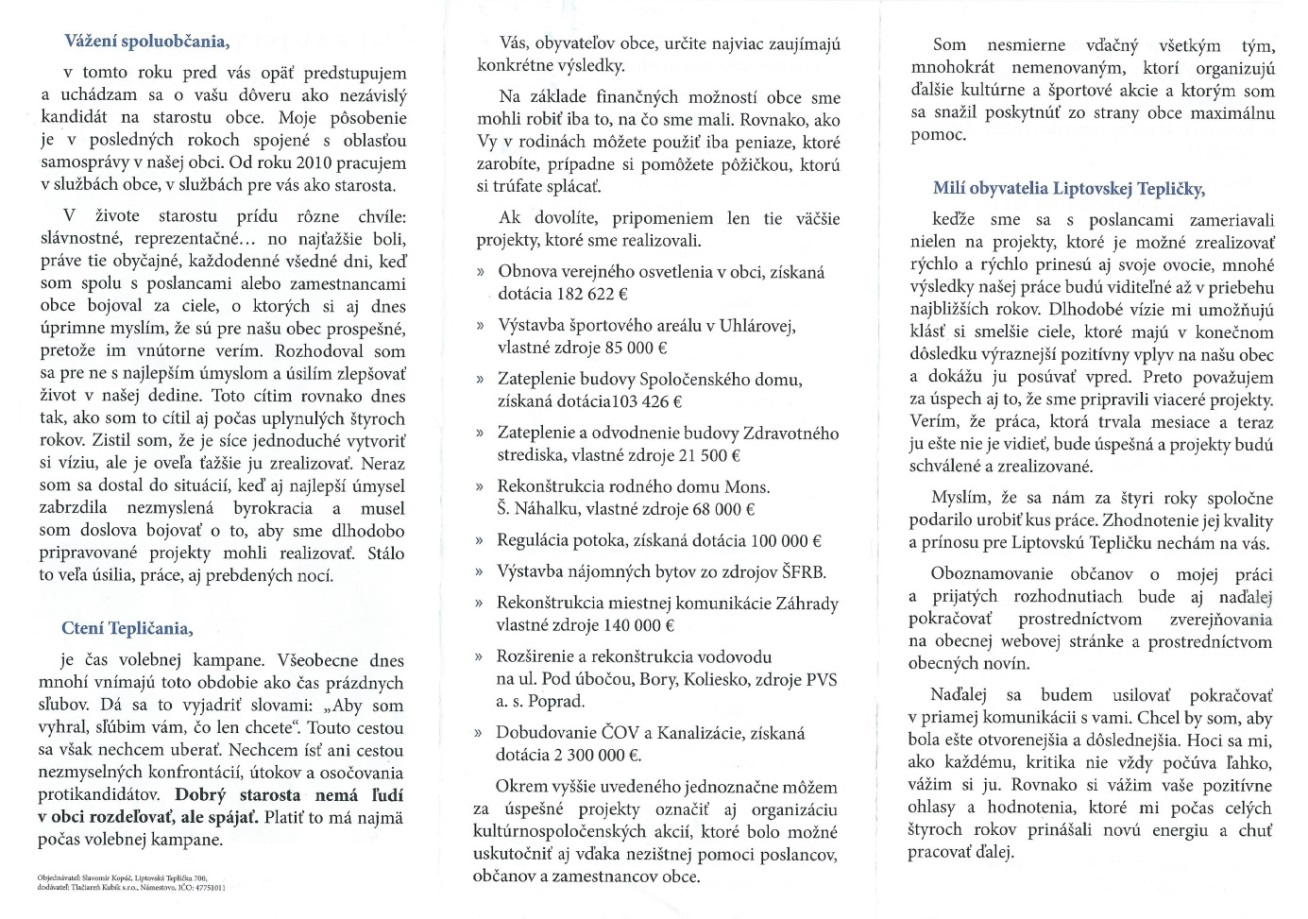 Vážení spoluobčania,
v tomto roku pred vás opäť predstupujem
a uchádzam sa o vašu dôveru ako nezávislý
kandidát na starostu obce. Moje pôsobenie
je v posledných rokoch spojené s oblasťou
samosprávy v našej obci. Od roku 2010 pracujem
v službách obce, v službách pre vás ako starosta.
V živote starostu prídu rôzne chvíle:
slávnostné, reprezentačné… no najťažšie boli,
práve tie obyčajné, každodenné všedné dni, keď
som spolu s poslancami alebo zamestnancami
obce bojoval za ciele, o ktorých si aj dnes
úprimne myslím, že sú pre našu obec prospešné,
pretože im vnútorne verím. Rozhodoval som
sa pre ne s najlepším úmyslom a úsilím zlepšovať
život v našej dedine. Toto cítim rovnako dnes
tak, ako som to cítil aj počas uplynulých štyroch
rokov. Zistil som, že je síce jednoduché vytvoriť
si víziu, ale je oveľa ťažšie ju zrealizovať. Neraz
som sa dostal do situácií, keď aj najlepší úmysel
zabrzdila nezmyslená byrokracia a musel
som doslova bojovať o to, aby sme dlhodobo
pripravované projekty mohli realizovať. Stálo
to veľa úsilia, práce, aj prebdených nocí.
Ctení Tepličania,
je čas volebnej kampane. Všeobecne dnes
mnohí vnímajú toto obdobie ako čas prázdnych
sľubov. Dá sa to vyjadriť slovami: „Aby som
vyhral, sľúbim vám, čo len chcete“. Touto cestou
sa však nechcem uberať. Nechcem ísť ani cestou
nezmyselných konfrontácií, útokov a osočovania
protikandidátov. Dobrý starosta nemá ľudí
v obci rozdeľovať, ale spájať. Platiť to má najmä
počas volebnej kampane.
Objednávateľ: Slavomír Kopáč, Liptovská Teplička 700,
dodávateľ: Tlačiareň Kubík s.r.o., Námestovo, IČO: 47751011
Vás, obyvateľov obce, určite najviac zaujímajú
konkrétne výsledky.
Na základe finančných možností obce sme
mohli robiť iba to, na čo sme mali. Rovnako, ako
Vy v rodinách môžete použiť iba peniaze, ktoré
zarobíte, prípadne si pomôžete pôžičkou, ktorú
si trúfate splácať.
Ak dovolíte, pripomeniem len tie väčšie
projekty, ktoré sme realizovali.
» Obnova verejného osvetlenia v obci, získaná
dotácia 182 622 €
» Výstavba športového areálu v Uhlárovej,
vlastné zdroje 85 000 €
» Zateplenie budovy Spoločenského domu,
získaná dotácia103 426 €
» Zateplenie a odvodnenie budovy Zdravotného
strediska, vlastné zdroje 21 500 €
» Rekonštrukcia rodného domu Mons.
Š. Náhalku, vlastné zdroje 68 000 €
» Regulácia potoka, získaná dotácia 100 000 €
» Výstavba nájomných bytov zo zdrojov ŠFRB.
» Rekonštrukcia miestnej komunikácie Záhrady
vlastné zdroje 140 000 €
» Rozširenie a rekonštrukcia vodovodu
na ul. Pod úbočou, Bory, Koliesko, zdroje PVS
a. s. Poprad.
» Dobudovanie ČOV a Kanalizácie, získaná
dotácia 2 300 000 €.
Okrem vyššie uvedeného jednoznačne môžem
za úspešné projekty označiť aj organizáciu
kultúrnospoločenských akcií, ktoré bolo možné
uskutočniť aj vďaka nezištnej pomoci poslancov,
občanov a zamestnancov obce.
Som nesmierne vďačný všetkým tým,
mnohokrát nemenovaným, ktorí organizujú
ďalšie kultúrne a športové akcie a ktorým som
sa snažil poskytnúť zo strany obce maximálnu
pomoc.
Milí obyvatelia Liptovskej Tepličky,
keďže sme sa s poslancami zameriavali
nielen na projekty, ktoré je možné zrealizovať
rýchlo a rýchlo prinesú aj svoje ovocie, mnohé
výsledky našej práce budú viditeľné až v priebehu
najbližších rokov. Dlhodobé vízie mi umožňujú
klásť si smelšie ciele, ktoré majú v konečnom
dôsledku výraznejší pozitívny vplyv na našu obec
a dokážu ju posúvať vpred. Preto považujem
za úspech aj to, že sme pripravili viaceré projekty.
Verím, že práca, ktorá trvala mesiace a teraz
ju ešte nie je vidieť, bude úspešná a projekty budú
schválené a zrealizované.
Myslím, že sa nám za štyri roky spoločne
podarilo urobiť kus práce. Zhodnotenie jej kvality
a prínosu pre Liptovskú Tepličku nechám na vás.
Oboznamovanie občanov o mojej práci
a prijatých rozhodnutiach bude aj naďalej
pokračovať prostredníctvom zverejňovania
na obecnej webovej stránke a prostredníctvom
obecných novín.
Naďalej sa budem usilovať pokračovať
v priamej komunikácii s vami. Chcel by som, aby
bola ešte otvorenejšia a dôslednejšia. Hoci sa mi,
ako každému, kritika nie vždy počúva ľahko,
vážim si ju. Rovnako si vážim vaše pozitívne
ohlasy a hodnotenia, ktoré mi počas celých
štyroch rokov prinášali novú energiu a chuť
pracovať ďalej.